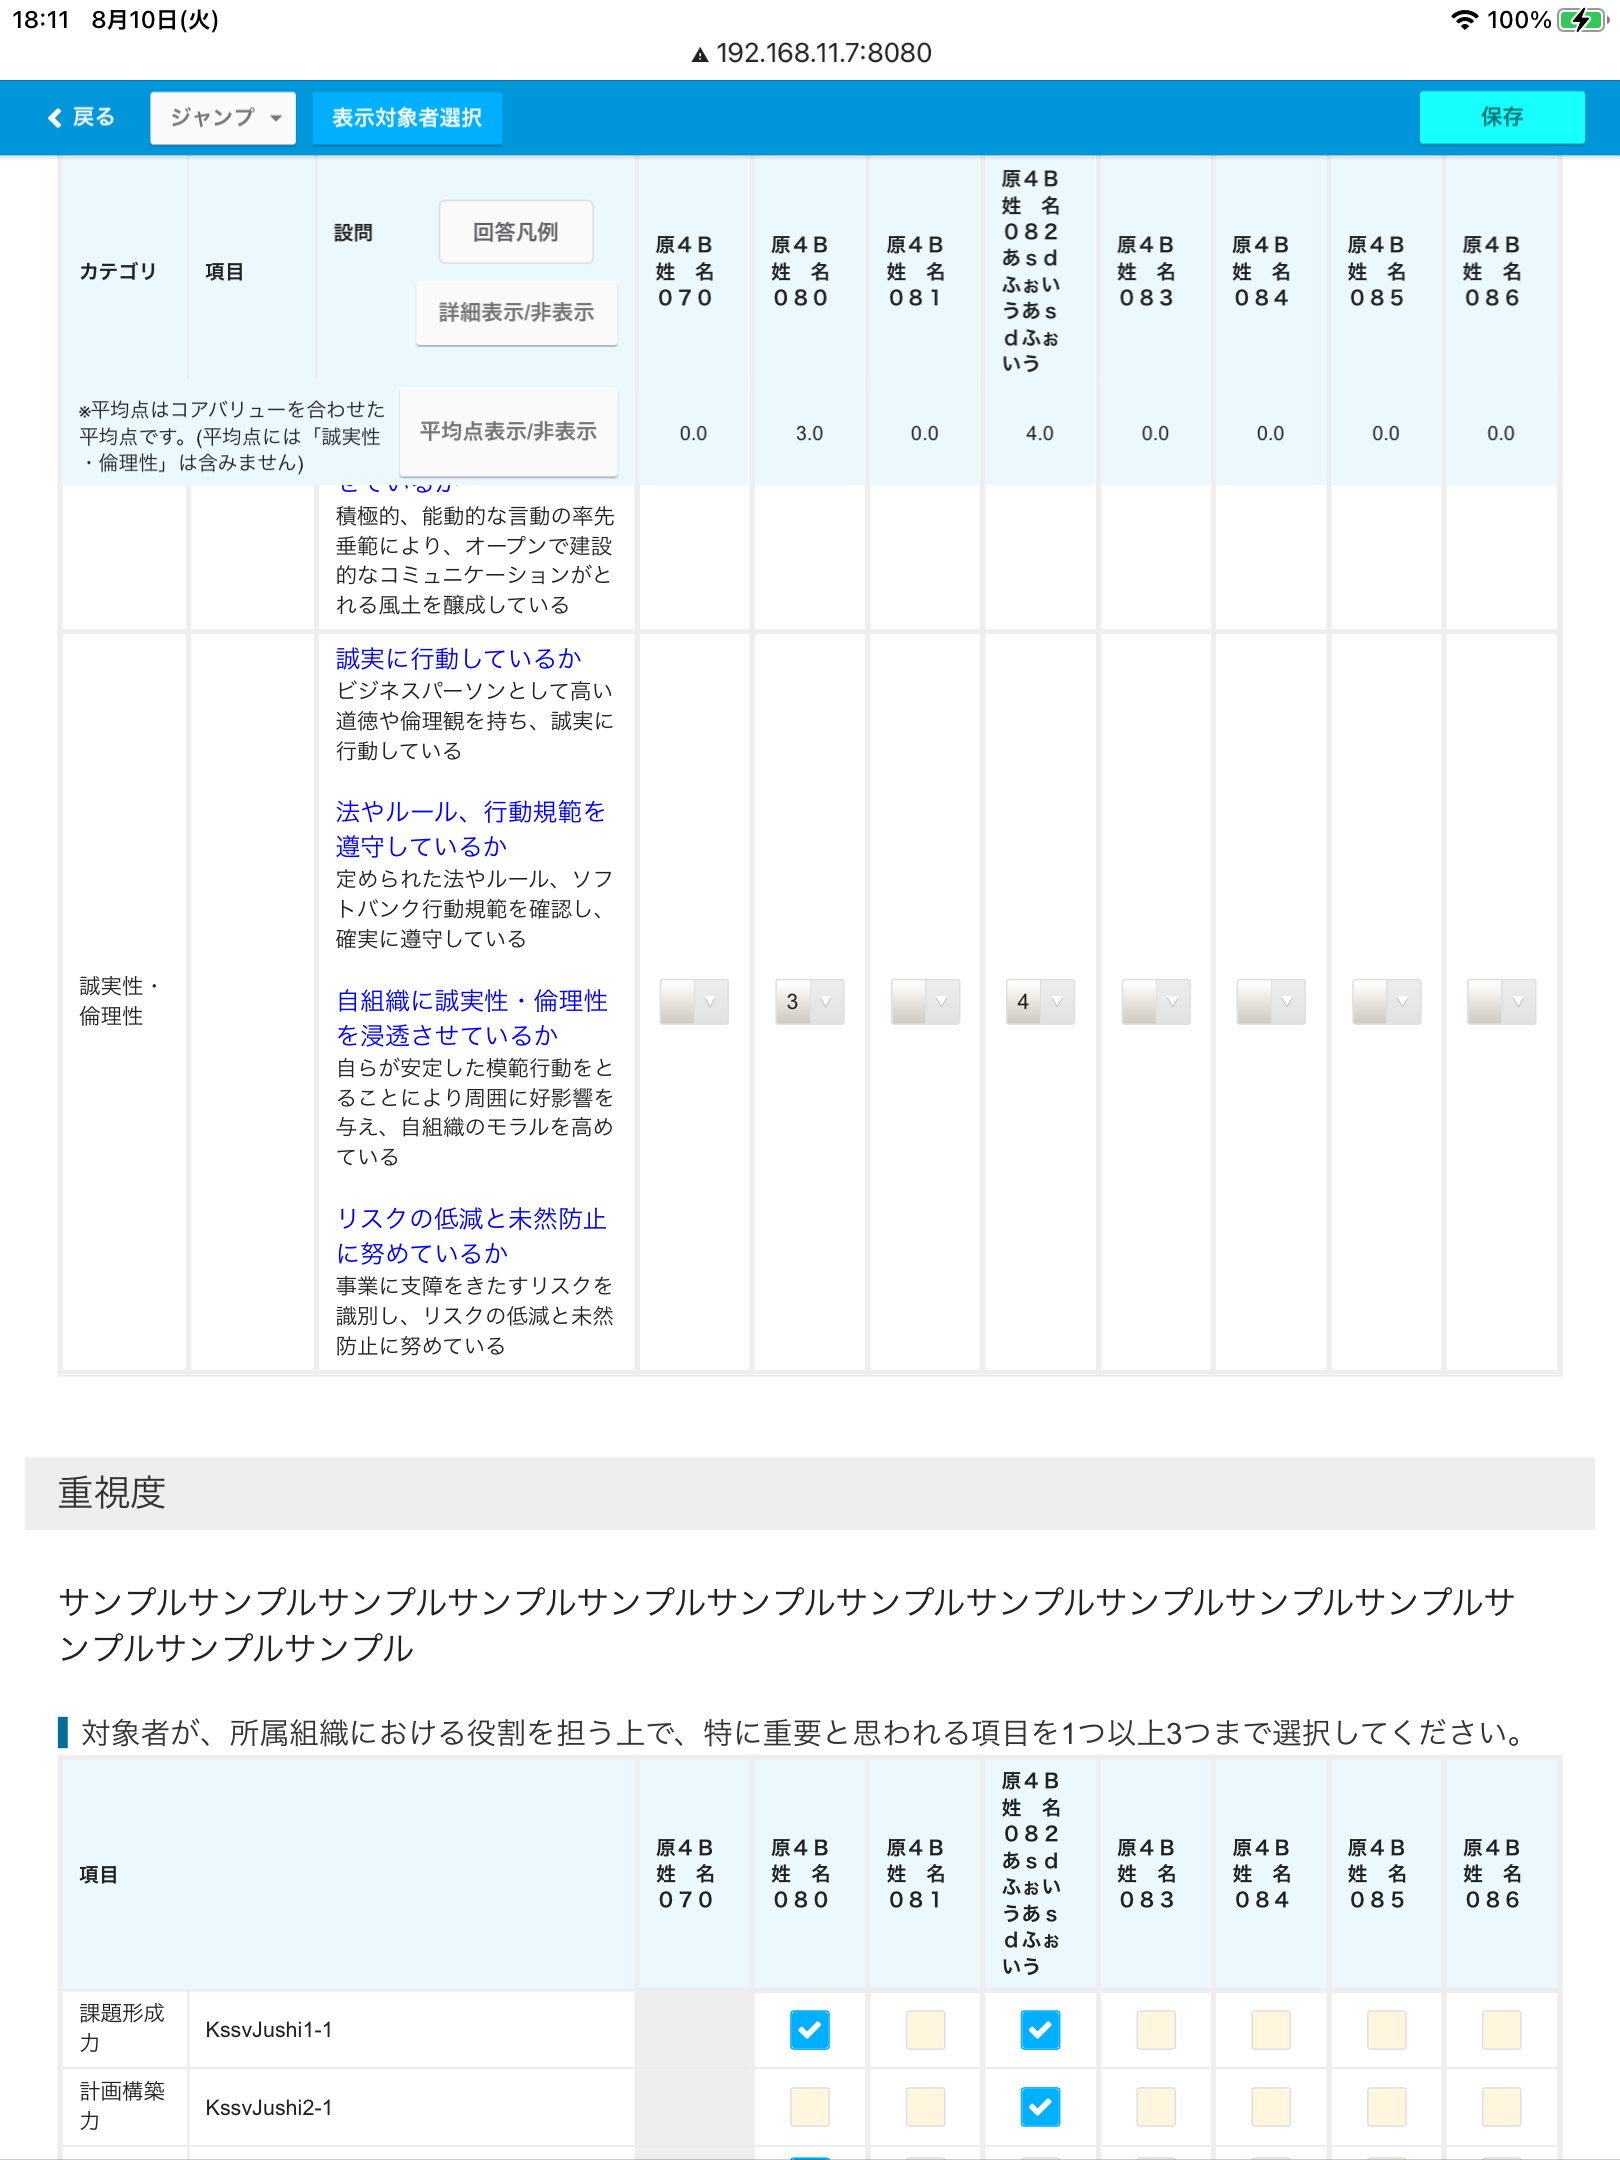 18:11 8月10日(火)
100%
192.168.11.7:8080
戻る
ジャンプ
表示対象者選択
保存
カテゴリ
項目
設問
回答凡例
詳細表示/非表示
原４Ｂ
姓　名
０７０
原４Ｂ
姓　名
０８０
原４Ｂ
姓　名
０８１
原４Ｂ
姓　名
０８２
あｓｄ
ふぉい
うあｓ
ｄふぉ
いう
原４Ｂ
姓　名
０８３
原４Ｂ
姓　名
０８４
原４Ｂ
姓　名
０８５
原４Ｂ
姓　名
０８６
※平均点はコアバリューを合わせた
平均点です。(平均点には「誠実性
・倫理性」は含みません)
平均点表示/非表示
0.0
3.0
0.0
4.0
0.0
0.0
0.0
0.0
せているか
積極的、能動的な言動の率先
垂範により、オープンで建設
的なコミュニケーションがと
れる風土を醸成している
誠実性・
倫理性
誠実に行動しているか
ビジネスパーソンとして高い
道徳や倫理観を持ち、誠実に
行動している
法やルール、行動規範を
遵守しているか
定められた法やルール、ソフ
トバンク行動規範を確認し、
確実に遵守している
自組織に誠実性・倫理性
を浸透させているか
自らが安定した模範行動をと
ることにより周囲に好影響を
与え、自組織のモラルを高め
ている
リスクの低減と未然防止
に努めているか
事業に支障をきたすリスクを
識別し、リスクの低減と未然
防止に努めている
3
4
重視度
サンプルサンプルサンプルサンプルサンプルサンプルサンプルサンプルサンプルサンプルサンプルサ
ンプルサンプルサンプル
対象者が、所属組織における役割を担う上で、特に重要と思われる項目を1つ以上3つまで選択してください。
項目
原４Ｂ
姓　名
０７０
原４Ｂ
姓　名
０８０
原４Ｂ
姓　名
０８１
原４Ｂ
姓　名
０８２
あｓｄ
ふぉい
うあｓ
ｄふぉ
いう
原４Ｂ
姓　名
０８３
原４Ｂ
姓　名
０８４
原４Ｂ
姓　名
０８５
原４Ｂ
姓　名
０８６
課題形成
力
KssvJushi1-1
計画構築
力
KssvJushi2-1